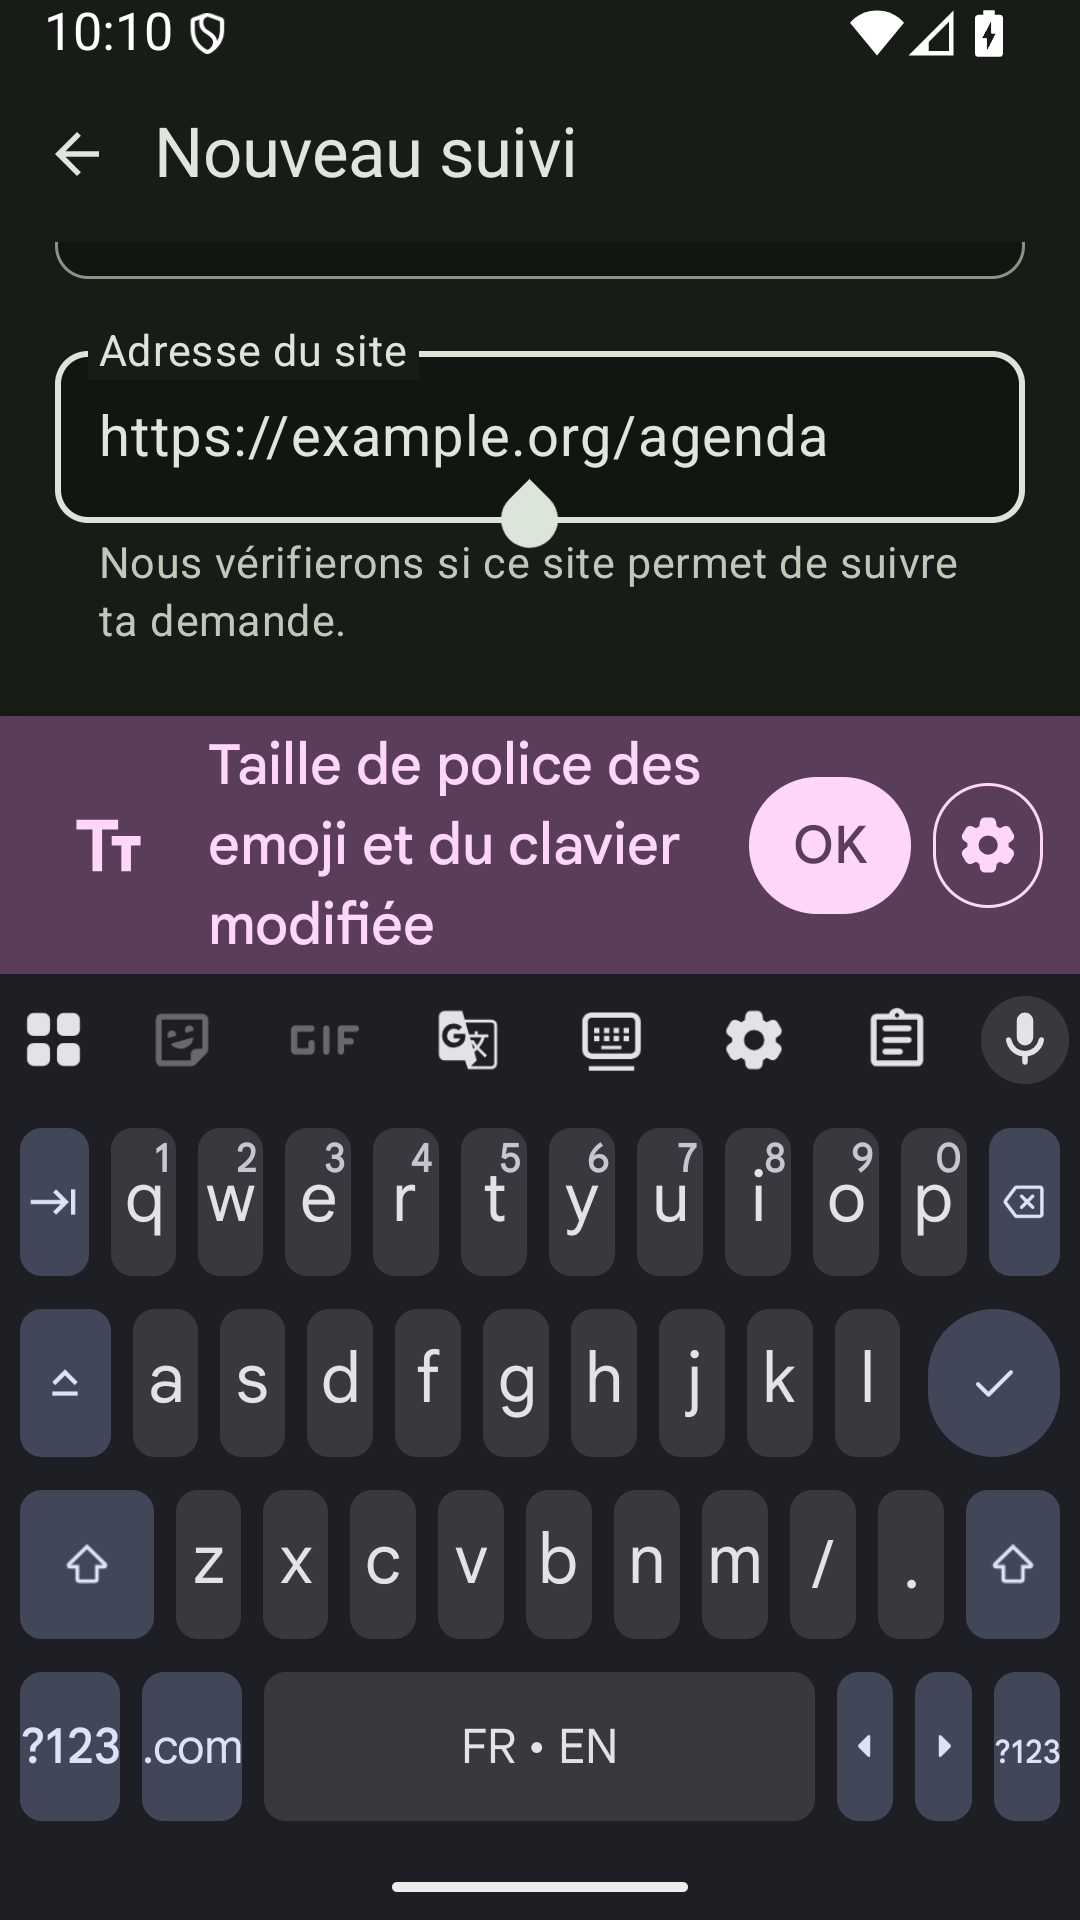 10:10
Nouveau suivi
Adresse du site
https://example.org/agenda
Nous vérifierons si ce site permet de suivre
ta demande.
Taille de police des
emoji et du clavier
modifiée
OK
GIF
1 2 3 4 5 6 7 8 9 0
q w e r t y u i o p
a s d f g h j k l
z x c v b n m / .
?123 .com FR • EN ?123